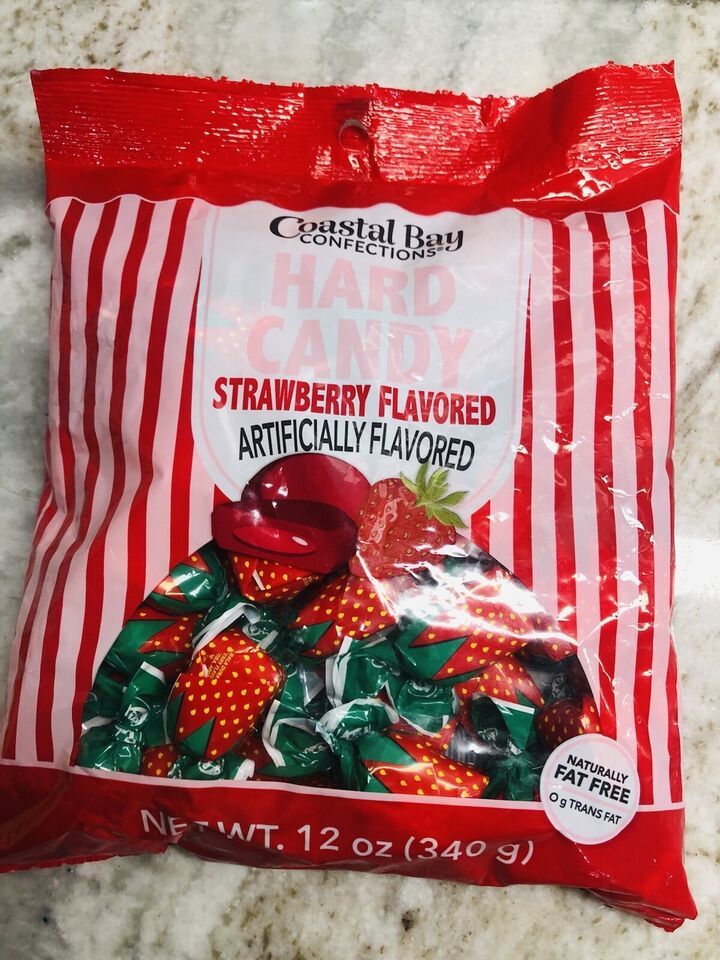 Coastal Bay
CONFECTIONS®
HARD
CANDY
STRAWBERRY FLAVORED
ARTIFICIALLY FLAVORED
NATURALLY
FAT FREE
0 g TRANS FAT
NET WT. 12 oz (340 g)